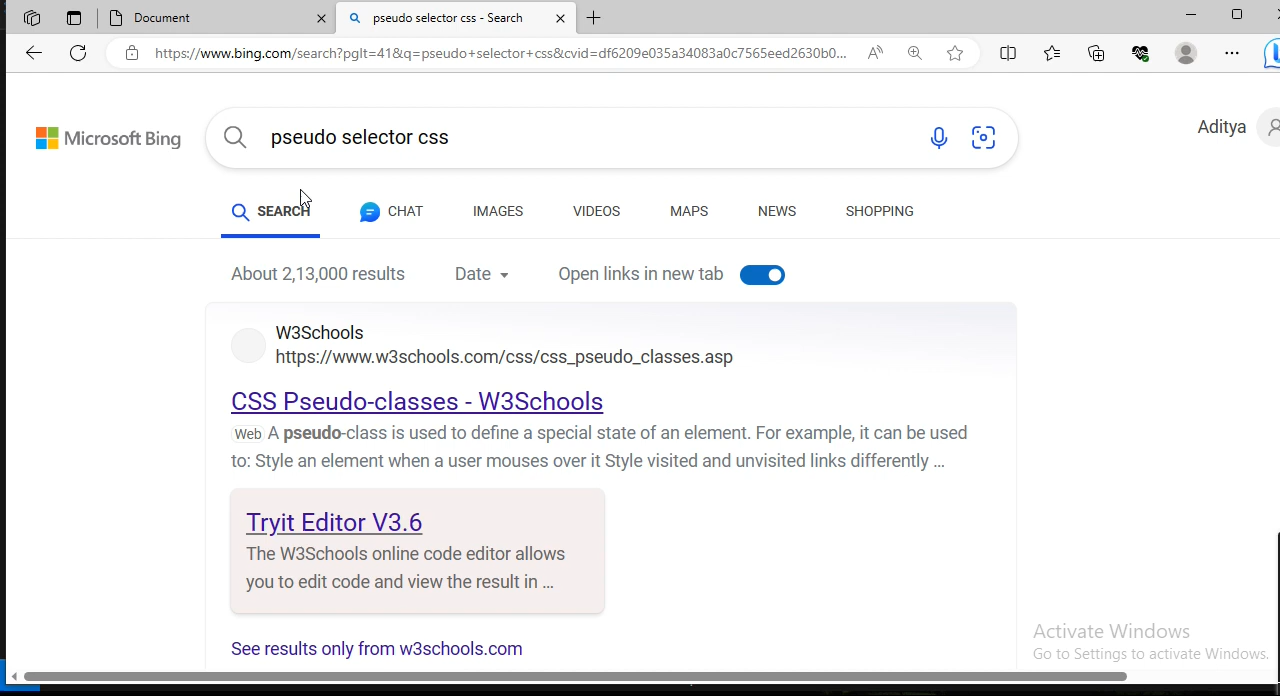 Document
pseudo selector css - Search
https://www.bing.com/search?pglt=41&q=pseudo+selector+css&cvid=df6209e035a34083a0c7565eed2630b0...
Microsoft Bing
pseudo selector css
Aditya
SEARCH CHAT IMAGES VIDEOS MAPS NEWS SHOPPING
About 2,13,000 results Date Open links in new tab
W3Schools
https://www.w3schools.com/css/css_pseudo_classes.asp
CSS Pseudo-classes - W3Schools
Web A pseudo-class is used to define a special state of an element. For example, it can be used
to: Style an element when a user mouses over it Style visited and unvisited links differently ...
Tryit Editor V3.6
The W3Schools online code editor allows
you to edit code and view the result in ...
See results only from w3schools.com
Activate Windows
Go to Settings to activate Windows.